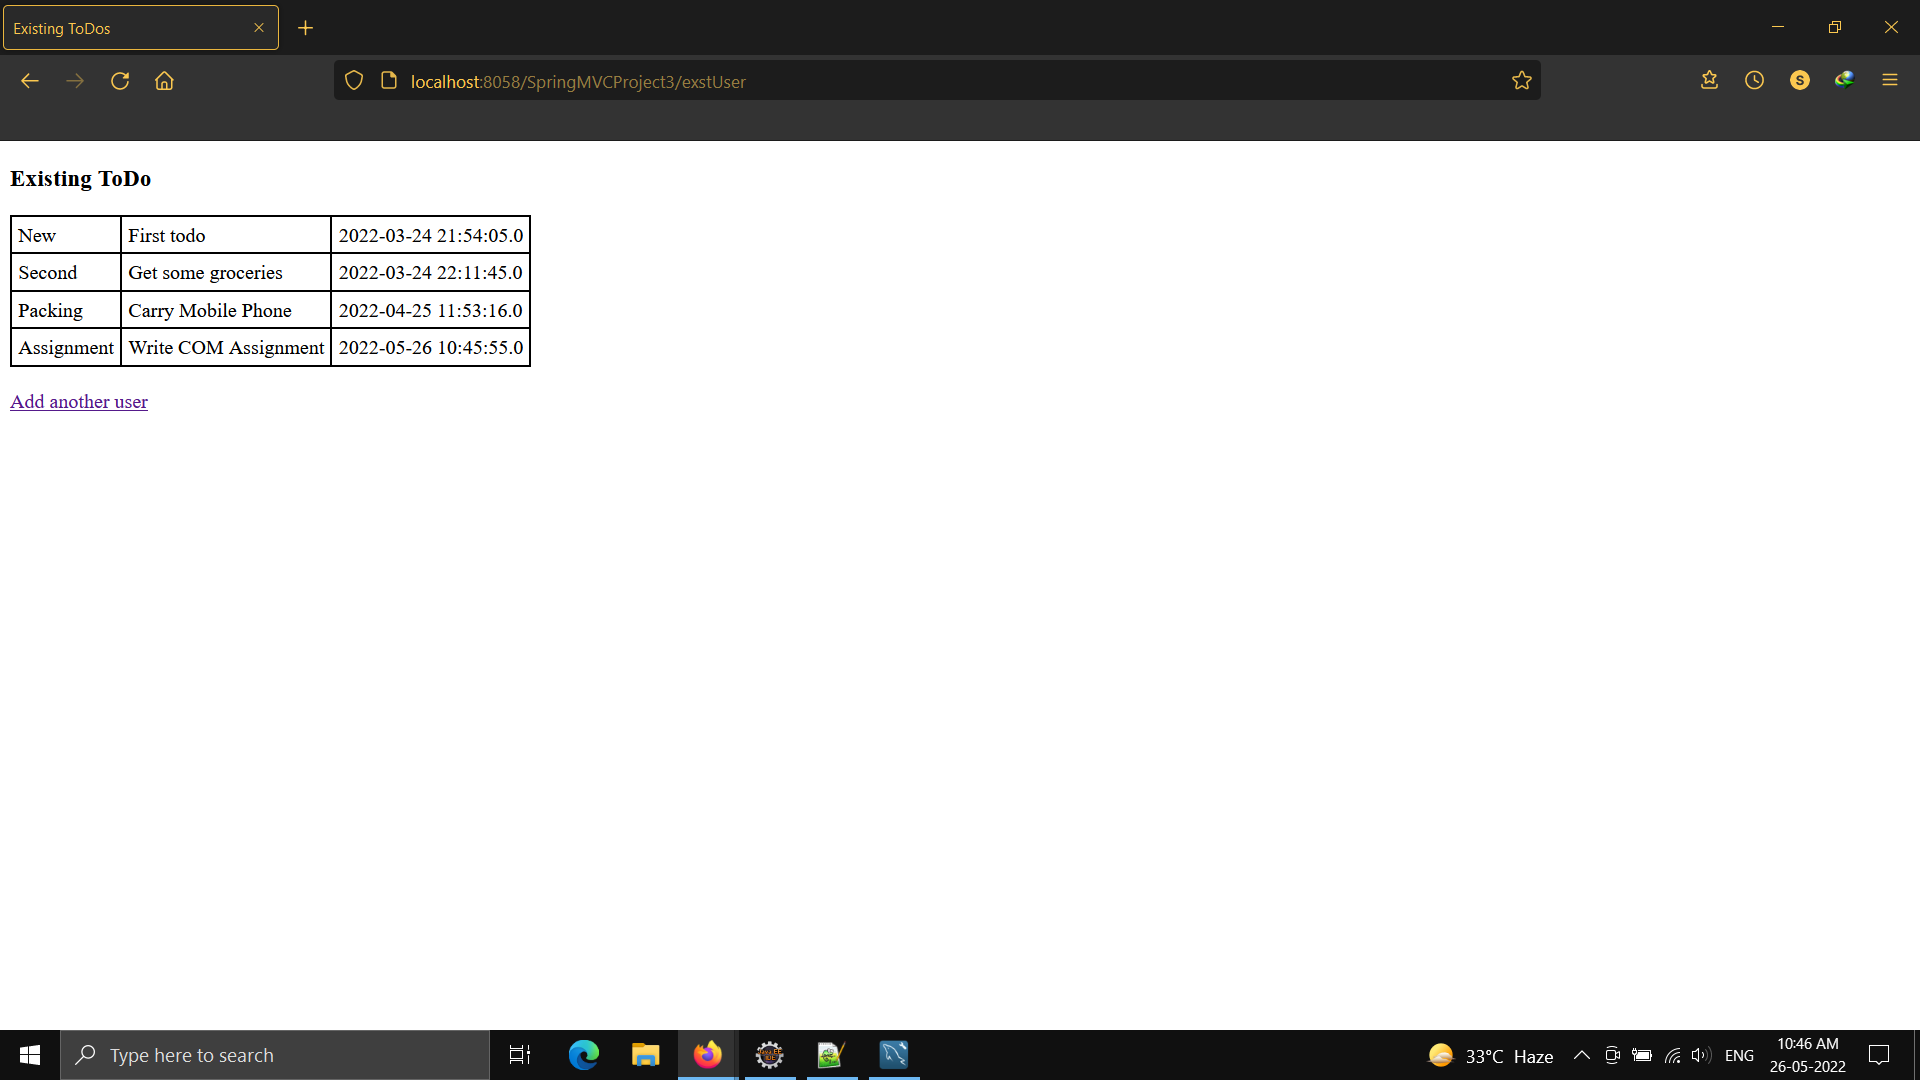 Existing ToDos
localhost:8058/SpringMVCProject3/exstUser
S
Existing ToDo
New First todo 2022-03-24 21:54:05.0
Second Get some groceries 2022-03-24 22:11:45.0
Packing Carry Mobile Phone 2022-04-25 11:53:16.0
Assignment Write COM Assignment 2022-05-26 10:45:55.0
Add another user
Type here to search
33°C Haze
ENG
10:46 AM
26-05-2022